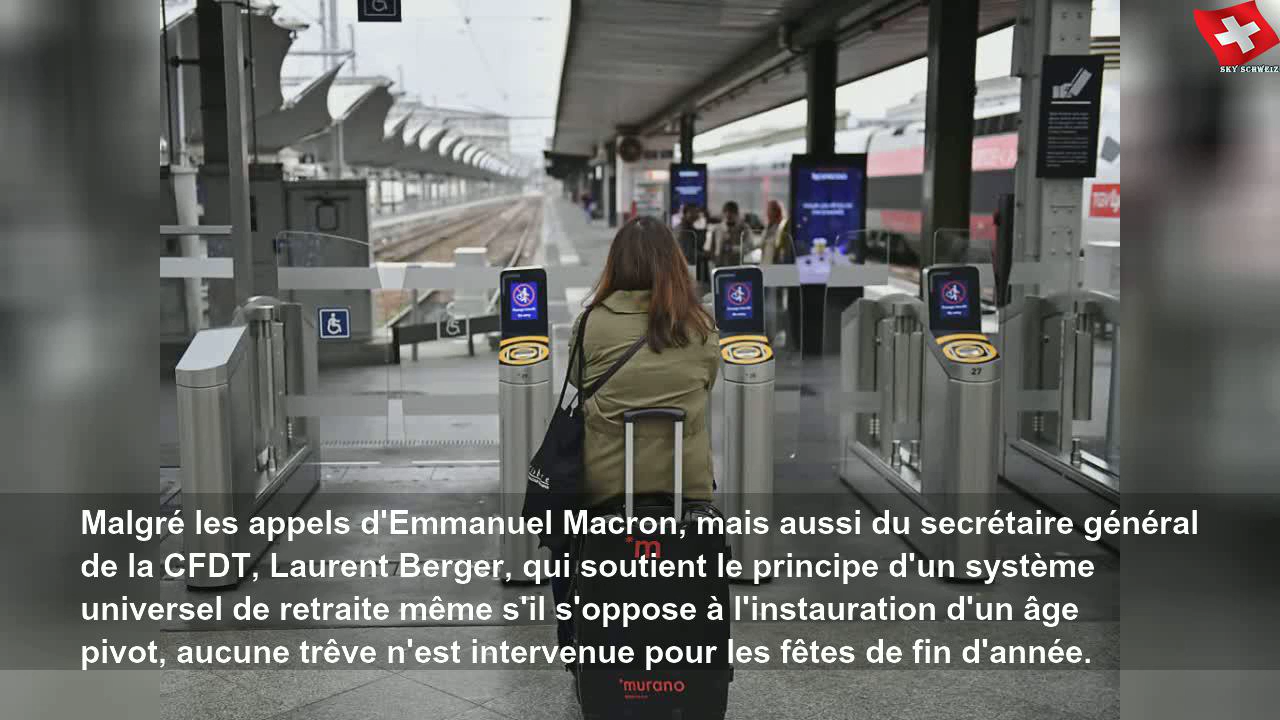 SKY SCHWEIZ
27
Malgré les appels d'Emmanuel Macron, mais aussi du secrétaire général
de la CFDT, Laurent Berger, qui soutient le principe d'un système
universel de retraite même s'il s'oppose à l'instauration d'un âge
pivot, aucune trêve n'est intervenue pour les fêtes de fin d'année.
*m
*murano